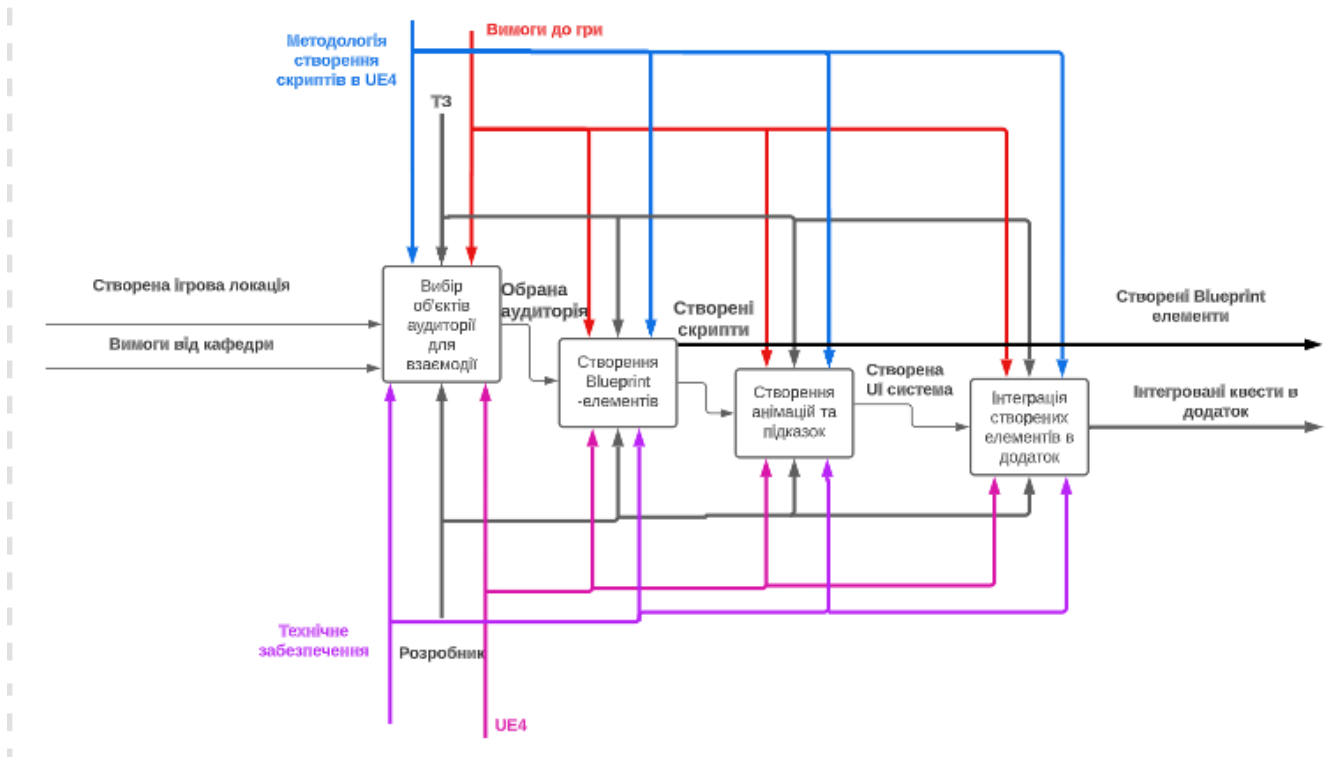 Методологія
створення
скриптів в UE4
Вимоги до гри
ТЗ
Створена ігрова локація
Вимоги від кафедри
Вибір
об'єктів
аудиторії
для
взаємодії
Обрана
аудиторія
Створення
Blueprint
-елементів
Створені
скрипти
Створення
анімацій та
підказок
Створена
UI система
Інтеграція
створених
елементів в
додаток
Створені Blueprint
елементи
Інтегровані квести в
додаток
Технічне
забезпечення
Розробник
UE4